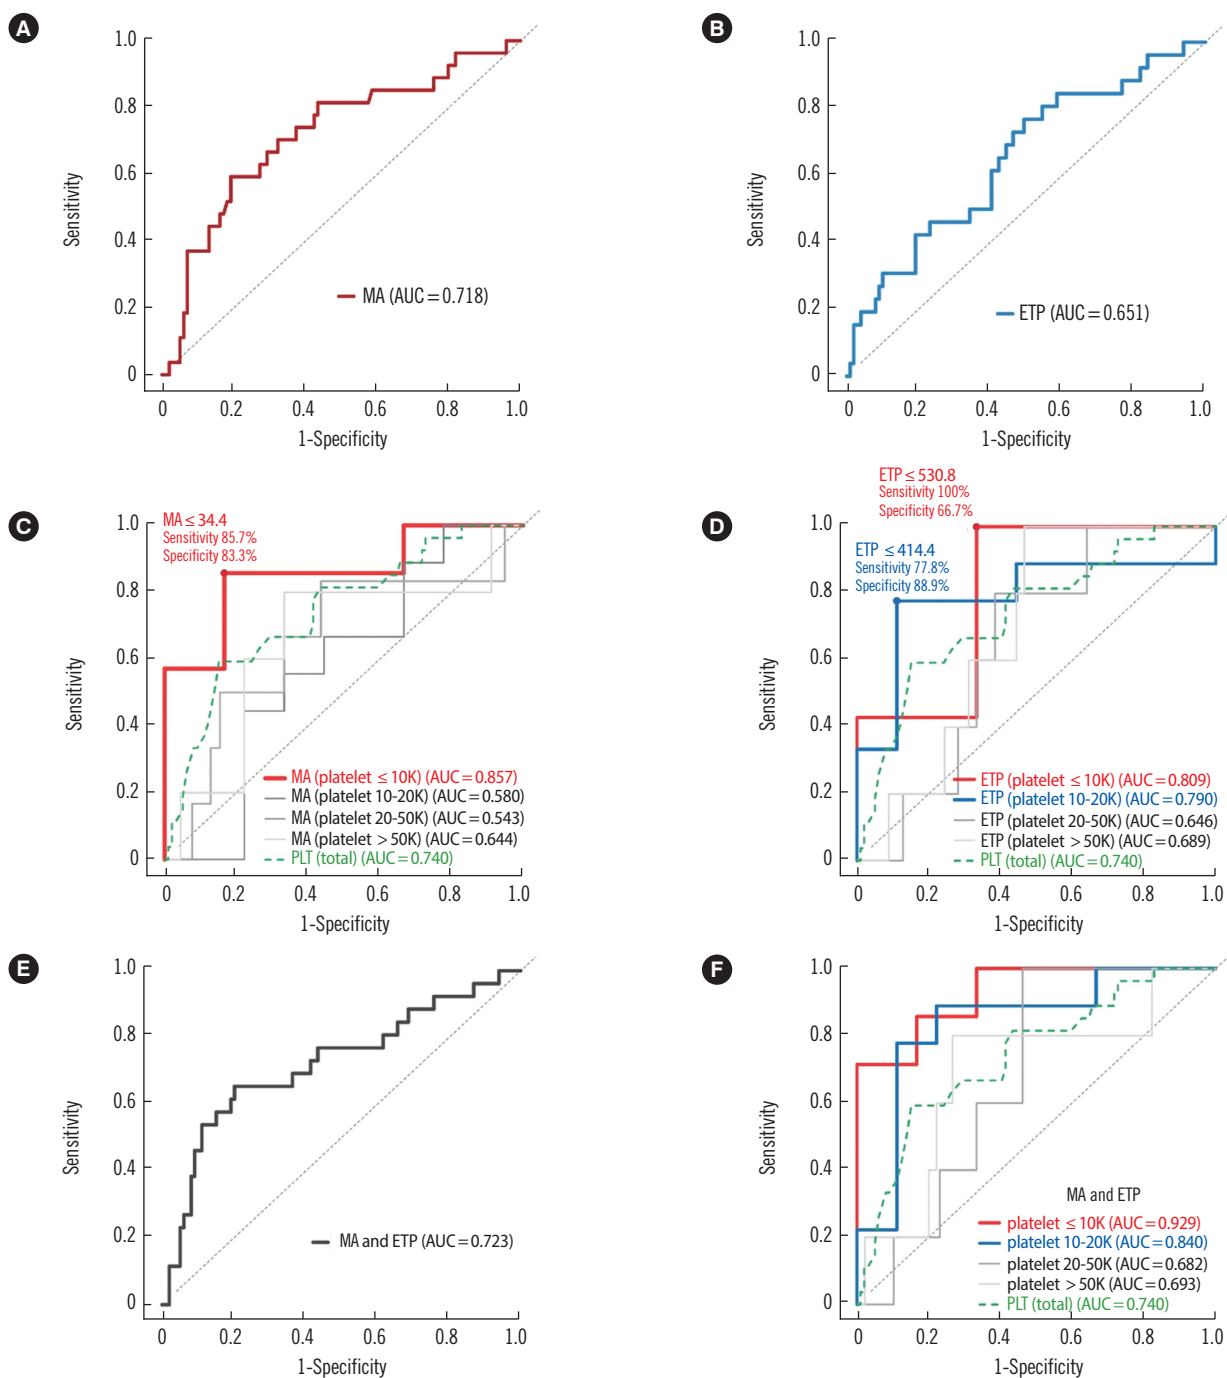 A
1.0
0.8
0.6
0.4
0.2
0
Sensitivity
MA (AUC = 0.718)
0 0.2 0.4 0.6 0.8 1.0
1-Specificity
B
1.0
0.8
0.6
0.4
0.2
0
Sensitivity
ETP (AUC = 0.651)
0 0.2 0.4 0.6 0.8 1.0
1-Specificity
C
MA ≤ 34.4
Sensitivity 85.7%
Specificity 83.3%
1.0
0.8
0.6
0.4
0.2
0
Sensitivity
MA (platelet ≤ 10K) (AUC = 0.857)
MA (platelet 10-20K) (AUC = 0.580)
MA (platelet 20-50K) (AUC = 0.543)
MA (platelet > 50K) (AUC = 0.644)
PLT (total) (AUC = 0.740)
0 0.2 0.4 0.6 0.8 1.0
1-Specificity
D
ETP ≤ 530.8
Sensitivity 100%
Specificity 66.7%
ETP ≤ 414.4
Sensitivity 77.8%
Specificity 88.9%
1.0
0.8
0.6
0.4
0.2
0
Sensitivity
ETP (platelet ≤ 10K) (AUC = 0.809)
ETP (platelet 10-20K) (AUC = 0.790)
ETP (platelet 20-50K) (AUC = 0.646)
ETP (platelet > 50K) (AUC = 0.689)
PLT (total) (AUC = 0.740)
0 0.2 0.4 0.6 0.8 1.0
1-Specificity
E
1.0
0.8
0.6
0.4
0.2
0
Sensitivity
MA and ETP (AUC = 0.723)
0 0.2 0.4 0.6 0.8 1.0
1-Specificity
F
1.0
0.8
0.6
0.4
0.2
0
Sensitivity
MA and ETP
platelet ≤ 10K (AUC = 0.929)
platelet 10-20K (AUC = 0.840)
platelet 20-50K (AUC = 0.682)
platelet > 50K (AUC = 0.693)
PLT (total) (AUC = 0.740)
0 0.2 0.4 0.6 0.8 1.0
1-Specificity